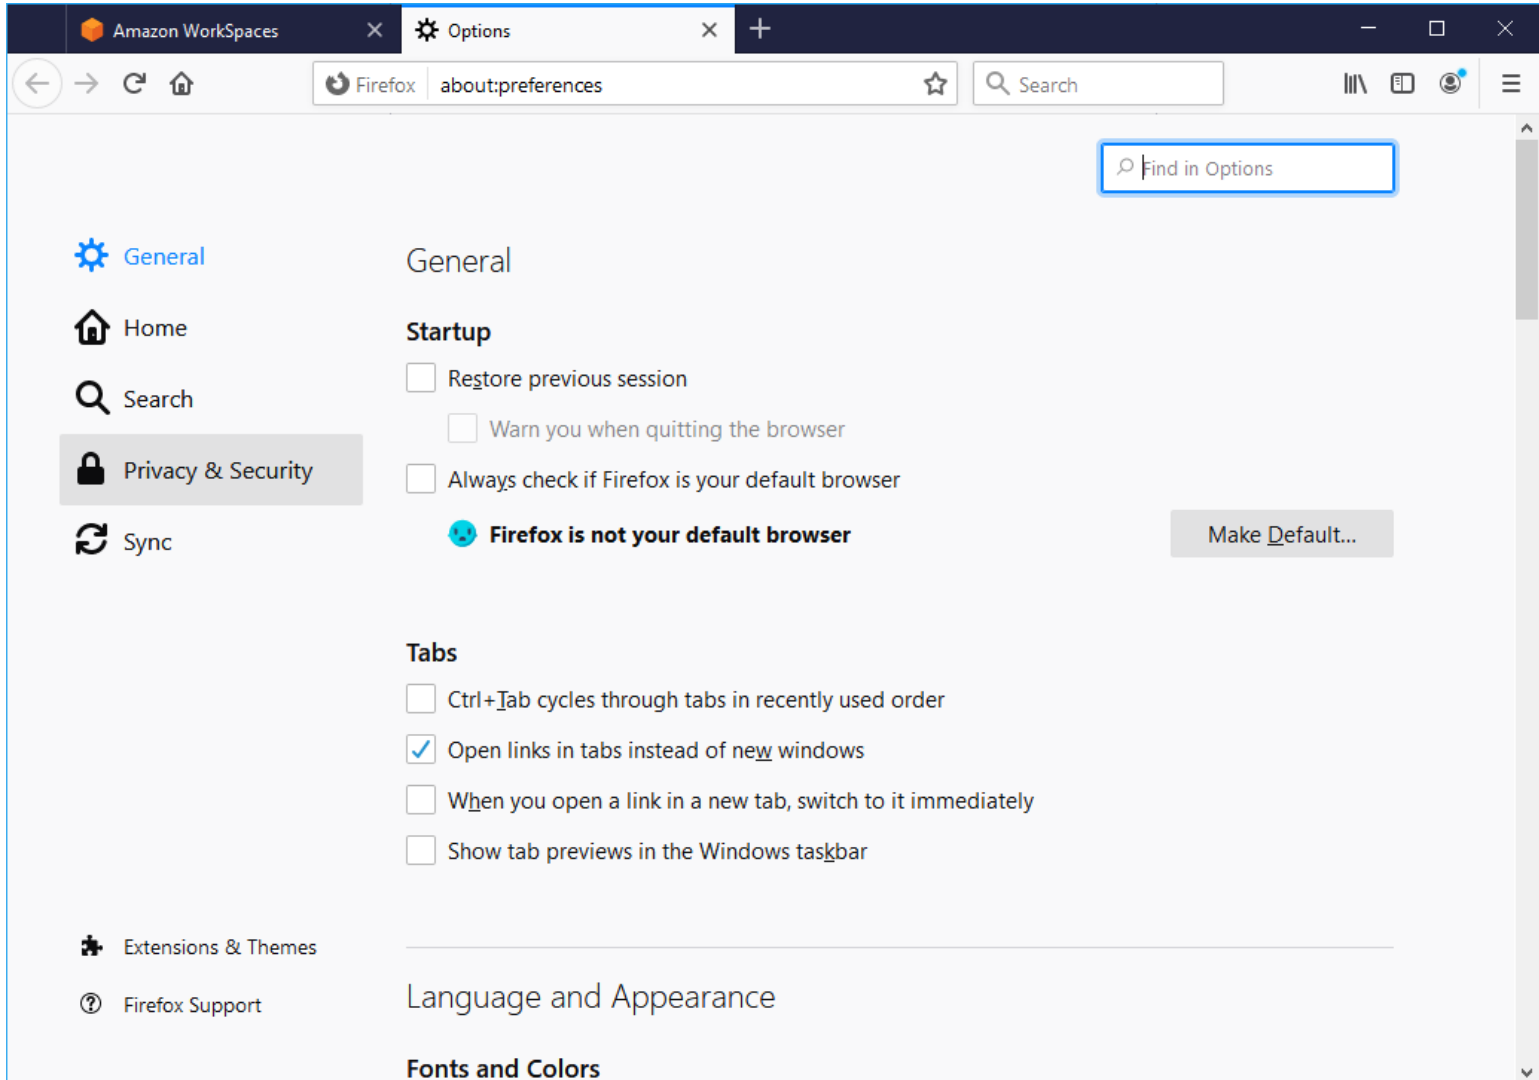 Amazon WorkSpaces
Options
Firefox
about:preferences
Search
Find in Options
General
Home
Search
Privacy & Security
Sync
Extensions & Themes
Firefox Support
General
Startup
Restore previous session
Warn you when quitting the browser
Always check if Firefox is your default browser
Firefox is not your default browser
Make Default...
Tabs
Ctrl+Tab cycles through tabs in recently used order
Open links in tabs instead of new windows
When you open a link in a new tab, switch to it immediately
Show tab previews in the Windows taskbar
Language and Appearance
Fonts and Colors